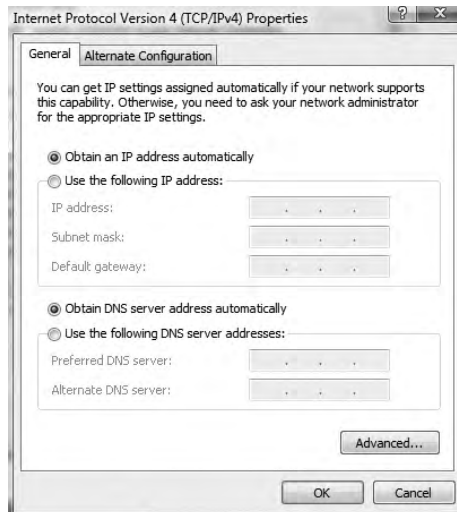 Internet Protocol Version 4 (TCP/IPv4) Properties
? X
General
Alternate Configuration
You can get IP settings assigned automatically if your network supports
this capability. Otherwise, you need to ask your network administrator
for the appropriate IP settings.
Obtain an IP address automatically
Use the following IP address:
IP address:
Subnet mask:
Default gateway:
Obtain DNS server address automatically
Use the following DNS server addresses:
Preferred DNS server:
Alternate DNS server:
Advanced...
OK
Cancel